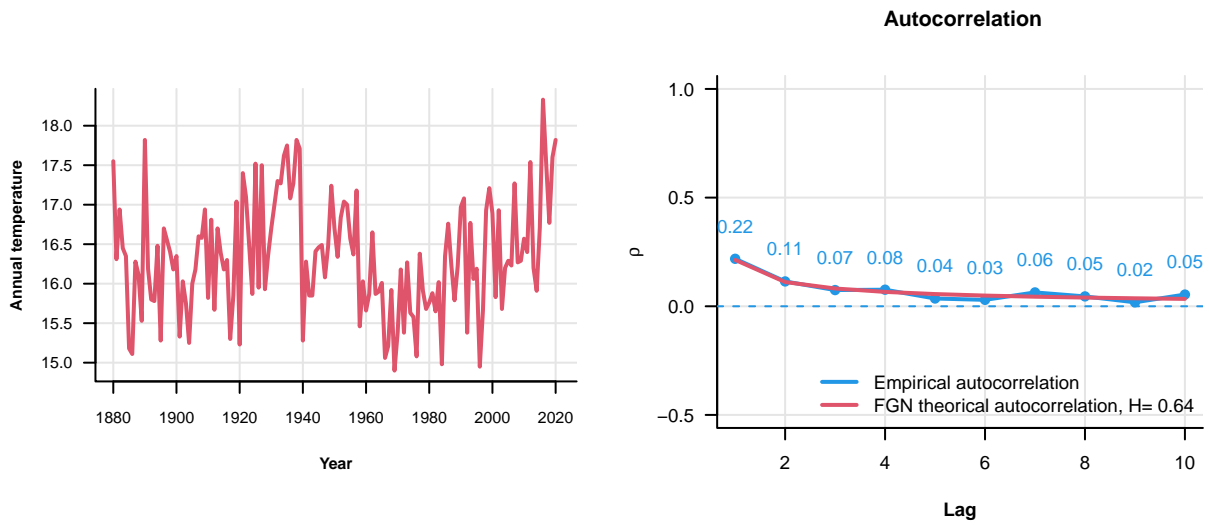 Autocorrelation
Annual temperature
18.0
17.5
17.0
16.5
16.0
15.5
15.0
1880 1900 1920 1940 1960 1980 2000 2020
Year
ρ
1.0
0.5
0.0
−0.5
0.22
0.11
0.07
0.08
0.04
0.03
0.06
0.05
0.02
0.05
Empirical autocorrelation
FGN theorical autocorrelation, H= 0.64
2 4 6 8 10
Lag